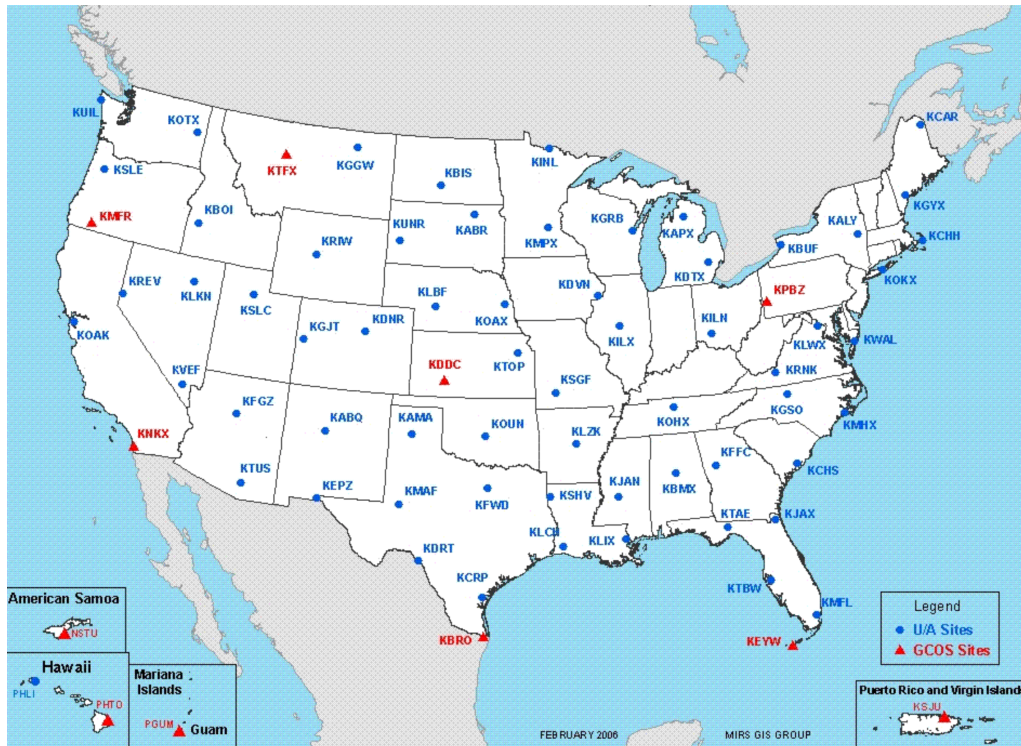 KUIL
KOTX
KCAR
KTFX
KGGW
KINL
KSLE
KBIS
KBOI
KGYX
KMFR
KUNR
KABR
KGRB
KAPX
KALY
KCHH
KRIW
KMPX
KBUF
KDTX
KOKX
KREV
KLKN
KSLC
KLBF
KDVN
KPBZ
KOAK
KGJT
KDNR
KOAX
KILX
KILN
KLWX
KWAL
KVEF
KDDC
KTOP
KSGF
KRNK
KFGZ
KABQ
KAMA
KOUN
KLZK
KOHX
KGSO
KMHX
KNKX
KTUS
KEPZ
KMAF
KFWD
KSHV
KJAN
KBMX
KFFC
KCHS
KDRT
KLCH
KLIX
KTAE
KJAX
KCRP
KTBW
KMFL
KBRO
KEYW
American Samoa
NSTU
Hawaii
PHLI
PHTO
Mariana
Islands
PGUM
Guam
Legend
U/A Sites
GCOS Sites
Puerto Rico and Virgin Islands
KSJU
FEBRUARY 2006
MIRS GIS GROUP